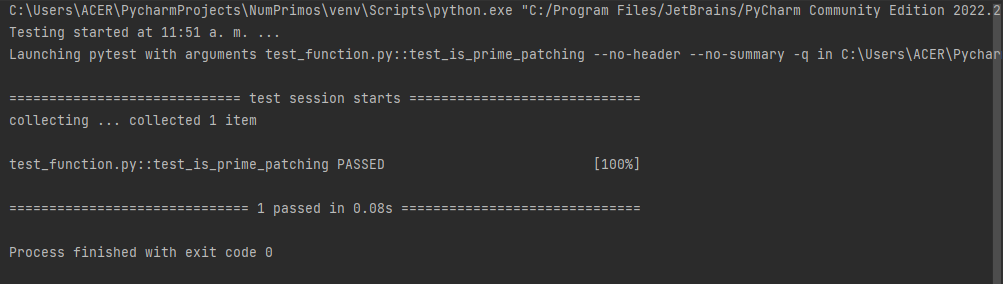 C:\Users\ACER\PycharmProjects\NumPrimos\venv\Scripts\python.exe "C:/Program Files/JetBrains/PyCharm Community Edition 2022.2
Testing started at 11:51 a. m. ...
Launching pytest with arguments test_function.py::test_is_prime_patching --no-header --no-summary -q in C:\Users\ACER\Pychar
============================= test session starts =============================
collecting ... collected 1 item
test_function.py::test_is_prime_patching PASSED                          [100%]
============================== 1 passed in 0.08s ==============================
Process finished with exit code 0